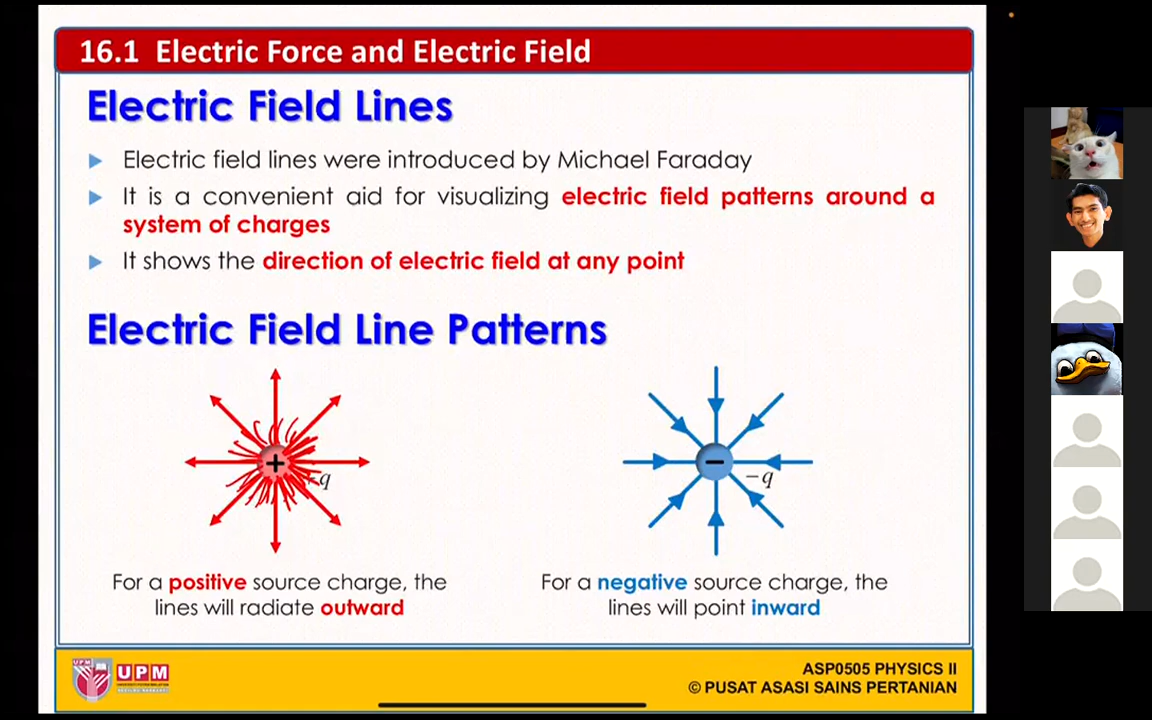 16.1 Electric Force and Electric Field
Electric Field Lines
Electric field lines were introduced by Michael Faraday
It is a convenient aid for visualizing electric field patterns around a
system of charges
It shows the direction of electric field at any point
Electric Field Line Patterns
+
q
−
−q
For a positive source charge, the
lines will radiate outward
For a negative source charge, the
lines will point inward
UPM
UPM
ASP0505 PHYSICS II
© PUSAT ASASI SAINS PERTANIAN